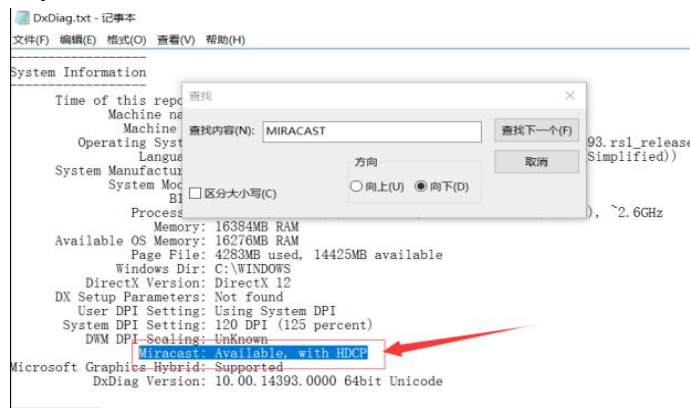 DxDiag.txt - 记事本
文件(F) 编辑(E) 格式(O) 查看(V) 帮助(H)
System Information
Time of this repo
Machine na
Machine
Operating Syst 93.rs1_release
Langua Simplified))
System Manufactur
System Mod
BI
Process ), ~2.6GHz
查找
查找内容(N): MIRACAST
查找下一个(F)
取消
方向
区分大小写(C)
向上(U) 向下(D)
Memory: 16384MB RAM
Available OS Memory: 16276MB RAM
Page File: 4283MB used, 14425MB available
Windows Dir: C:\WINDOWS
DirectX Version: DirectX 12
DX Setup Parameters: Not found
User DPI Setting: Using System DPI
System DPI Setting: 120 DPI (125 percent)
DWM DPI Scaling: UnKnown
Miracast: Available, with HDCP
Microsoft Graphics Hybrid: Supported
DxDiag Version: 10.00.14393.0000 64bit Unicode